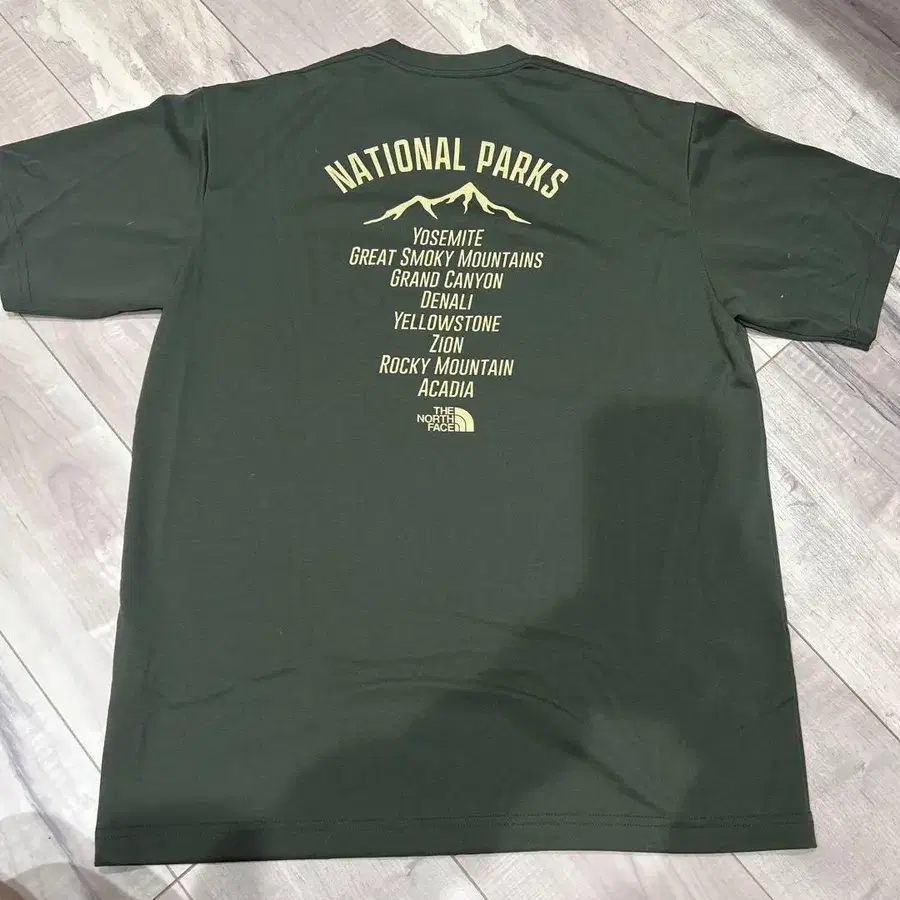 NATIONAL PARKS
YOSEMITE
GREAT SMOKY MOUNTAINS
GRAND CANYON
DENALI
YELLOWSTONE
ZION
ROCKY MOUNTAIN
ACADIA
THE
NORTH
FACE